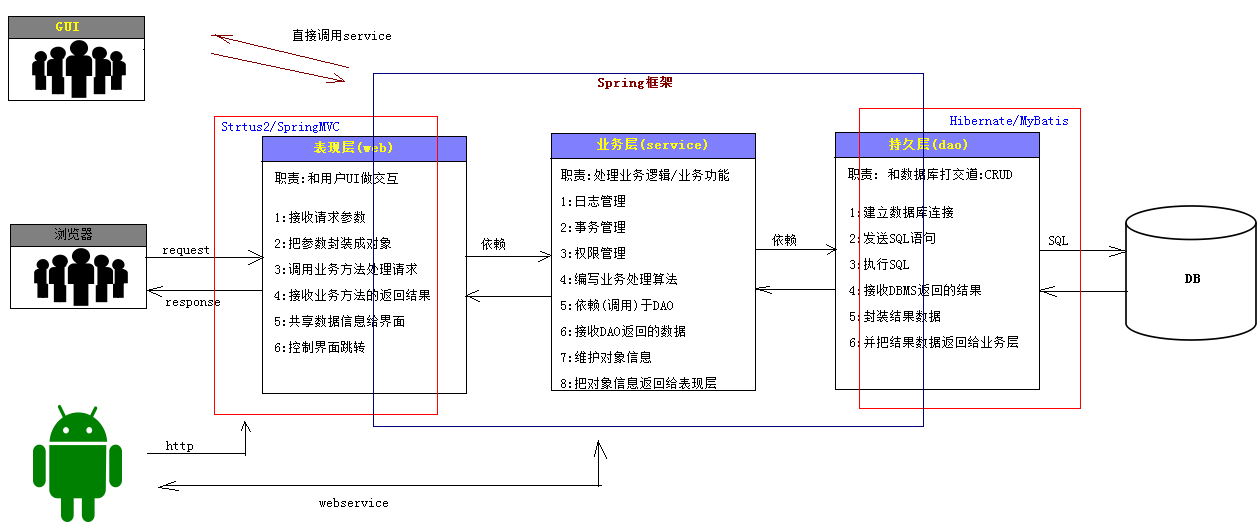 GUI
直接调用service
Spring框架
Strtus2/SpringMVC
Hibernate/MyBatis
表现层(web)
职责:和用户UI做交互
1:接收请求参数
2:把参数封装成对象
3:调用业务方法处理请求
4:接收业务方法的返回结果
5:共享数据信息给界面
6:控制界面跳转
业务层(service)
职责:处理业务逻辑/业务功能
1:日志管理
2:事务管理
3:权限管理
4:编写业务处理算法
5:依赖(调用)于DAO
6:接收DAO返回的数据
7:维护对象信息
8:把对象信息返回给表现层
持久层(dao)
职责: 和数据库打交道:CRUD
1:建立数据库连接
2:发送SQL语句
3:执行SQL
4:接收DBMS返回的结果
5:封装结果数据
6:并把结果数据返回给业务层
浏览器
request
response
依赖
依赖
SQL
DB
http
webservice